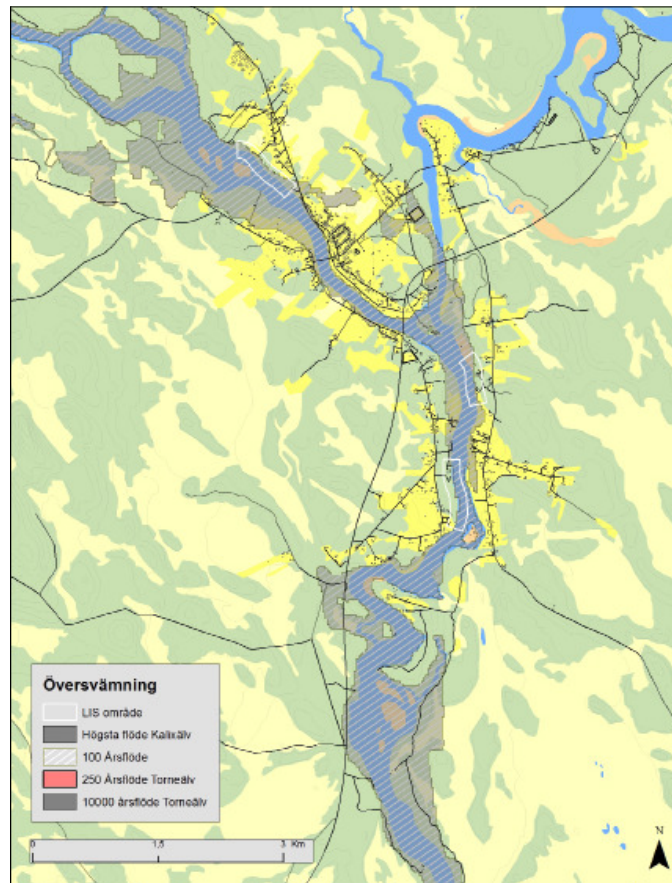 Översvämning
LIS område
Högsta flöde Kalixälv
100 Årsflöde
250 Årsflöde Torneälv
10000 årsflöde Torneälv
0 1,5 3 Km
N